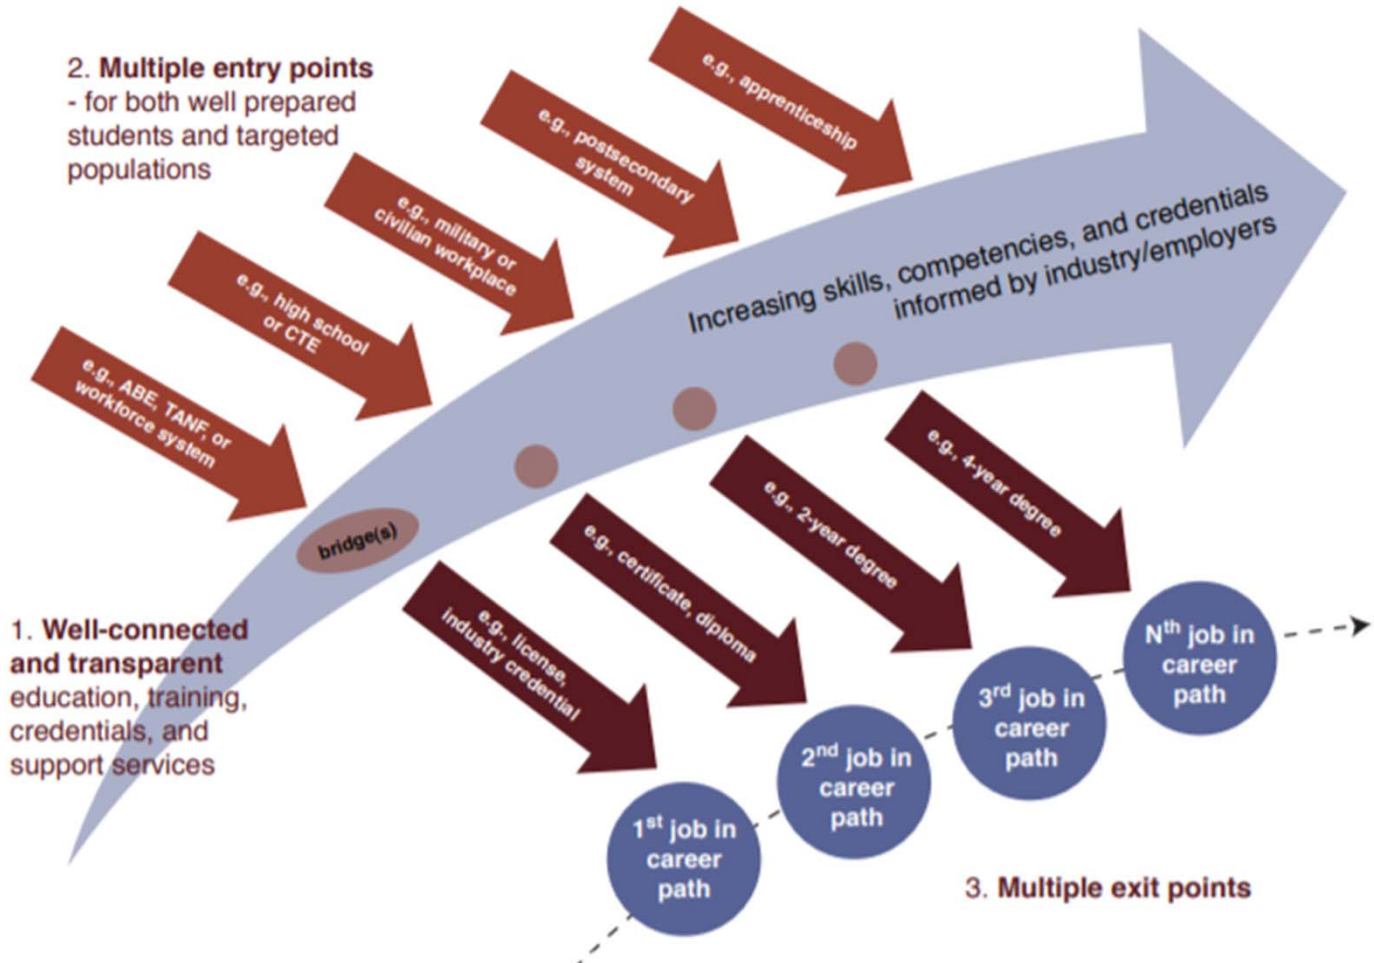 2. Multiple entry points
- for both well prepared
students and targeted
populations
e.g., apprenticeship
e.g., postsecondary
system
e.g., military or
civilian workplace
e.g., high school
or CTE
e.g., ABE, TANF, or
workforce system
Increasing skills, competencies, and credentials
informed by industry/employers
bridge(s)
1. Well-connected
and transparent
education, training,
credentials, and
support services
e.g., license,
industry credential
e.g., certificate, diploma
e.g., 2-year degree
e.g., 4-year degree
1st job in
career
path
2nd job in
career
path
3rd job in
career
path
Nth job in
career
path
3. Multiple exit points